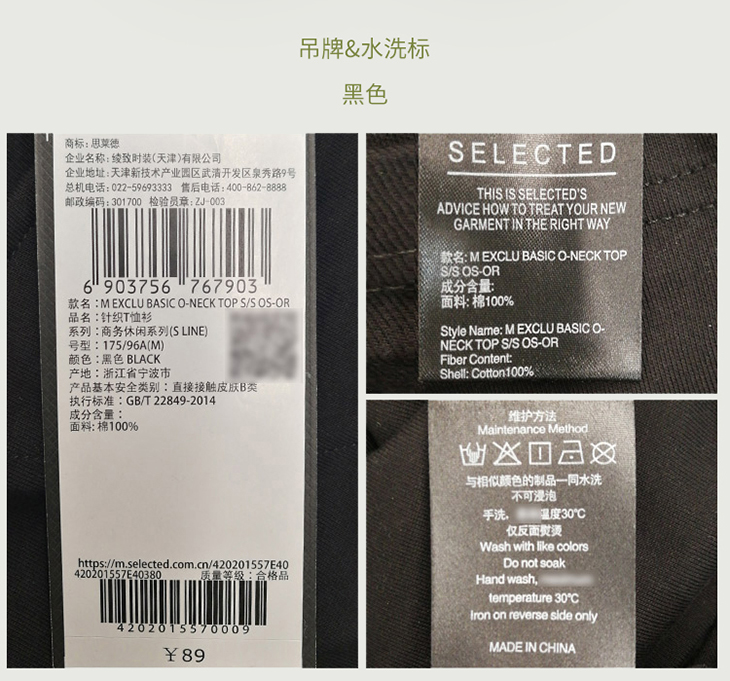 吊牌&水洗标
黑色
商标：思莱德
企业名称：绫致时装(天津)有限公司
企业地址：天津新技术产业园区武清开发区泉秀路9号
总机电话：022-59693333 售后电话：400-862-8888
邮政编码：301700 检验员章：ZJ-003
6 903756 767903
款名：M EXCLU BASIC O-NECK TOP S/S OS-OR
品名：针织T恤衫
系列：商务休闲系列(S LINE)
号型：175/96A(M)
颜色：黑色 BLACK
产地：浙江省宁波市
产品基本安全类别：直接接触皮肤B类
执行标准：GB/T 22849-2014
成分含量：
面料: 棉100%
https://m.selected.com.cn/420201557E40
420201557E40380 质量等级：合格品
4202015570009
￥89
SELECTED
THIS IS SELECTED'S
ADVICE HOW TO TREAT YOUR NEW
GARMENT IN THE RIGHT WAY
款名: M EXCLU BASIC O-NECK TOP
S/S OS-OR
成分含量:
面料: 棉100%
Style Name: M EXCLU BASIC O-
NECK TOP S/S OS-OR
Fiber Content:
Shell: Cotton100%
维护方法
Maintenance Method
与相似颜色的制品一同水洗
不可浸泡
手洗, 温度30℃
仅反面熨烫
Wash with like colors
Do not soak
Hand wash,
temperature 30℃
Iron on reverse side only
MADE IN CHINA